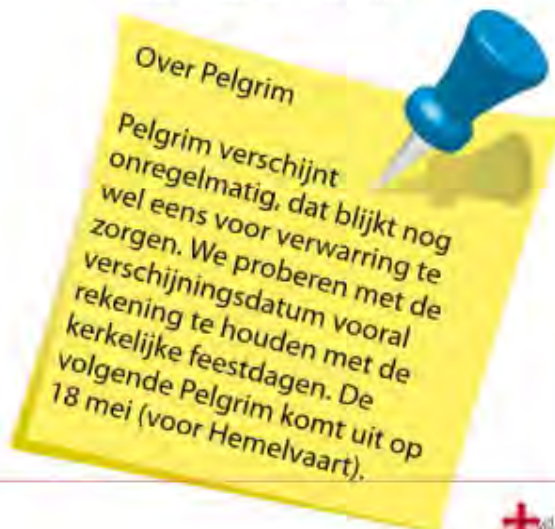 Over Pelgrim
Pelgrim verschijnt
onregelmatig, dat blijkt nog
wel eens voor verwarring te
zorgen. We proberen met de
verschijningsdatum vooral
rekening te houden met de
kerkelijke feestdagen. De
volgende Pelgrim komt uit op
18 mei (voor Hemelvaart).